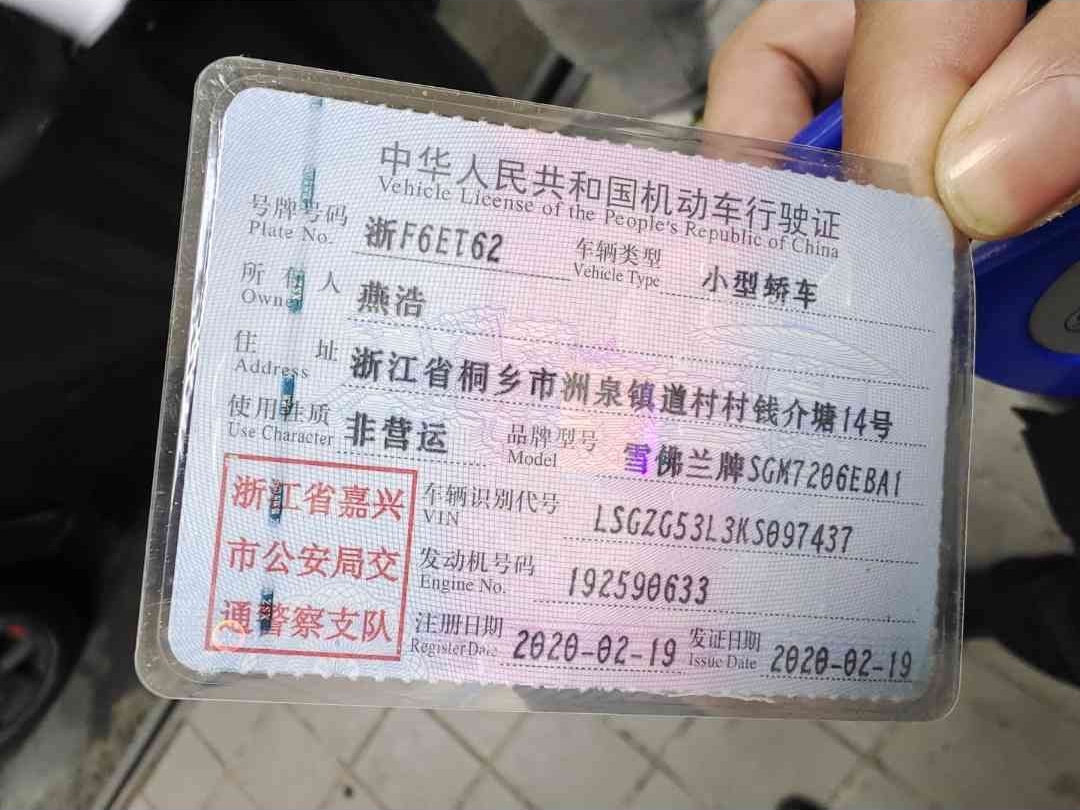 中华人民共和国机动车行驶证
Vehicle License of the People's Republic of China
号牌号码 浙F6ET62 车辆类型 小型轿车
Plate No. Vehicle Type
所有人 燕浩
Owner
住址 浙江省桐乡市洲泉镇道村村钱介塘14号
Address
使用性质 非营运 品牌型号 雪佛兰牌SGM7206EBA1
Use Character Model
浙江省嘉兴
市公安局交
通警察支队
车辆识别代号 LSGZG53L3KS097437
VIN
发动机号码 192590633
Engine No.
注册日期 2020-02-19 发证日期 2020-02-19
Register Date Issue Date